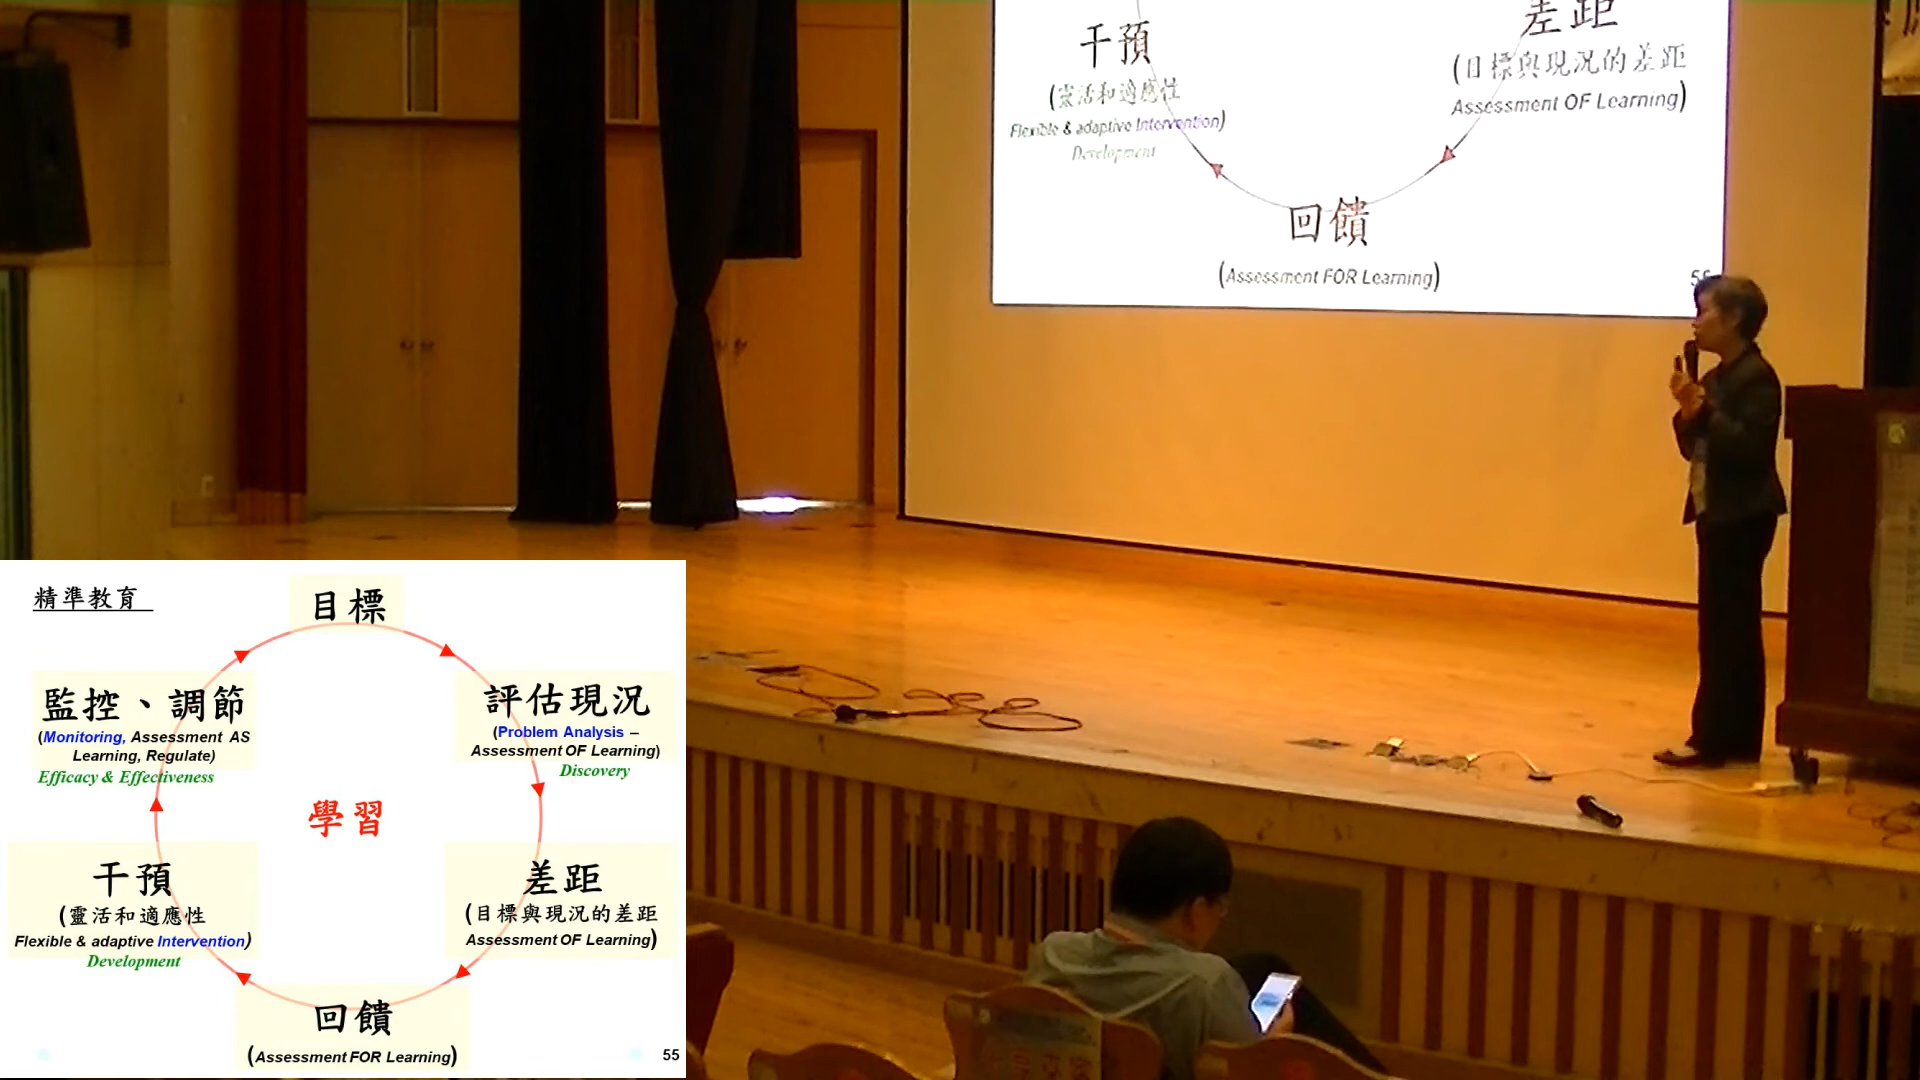 干預
(靈活和適應性
Flexible & adaptive Intervention)
Development
差距
(目標與現況的差距
Assessment OF Learning)
回饋
(Assessment FOR Learning)
精準教育
目標
監控、調節
(Monitoring, Assessment AS
Learning, Regulate)
Efficacy & Effectiveness
評估現況
(Problem Analysis –
Assessment OF Learning)
Discovery
學習
干預
(靈活和適應性
Flexible & adaptive Intervention)
Development
差距
(目標與現況的差距
Assessment OF Learning)
回饋
(Assessment FOR Learning)
55